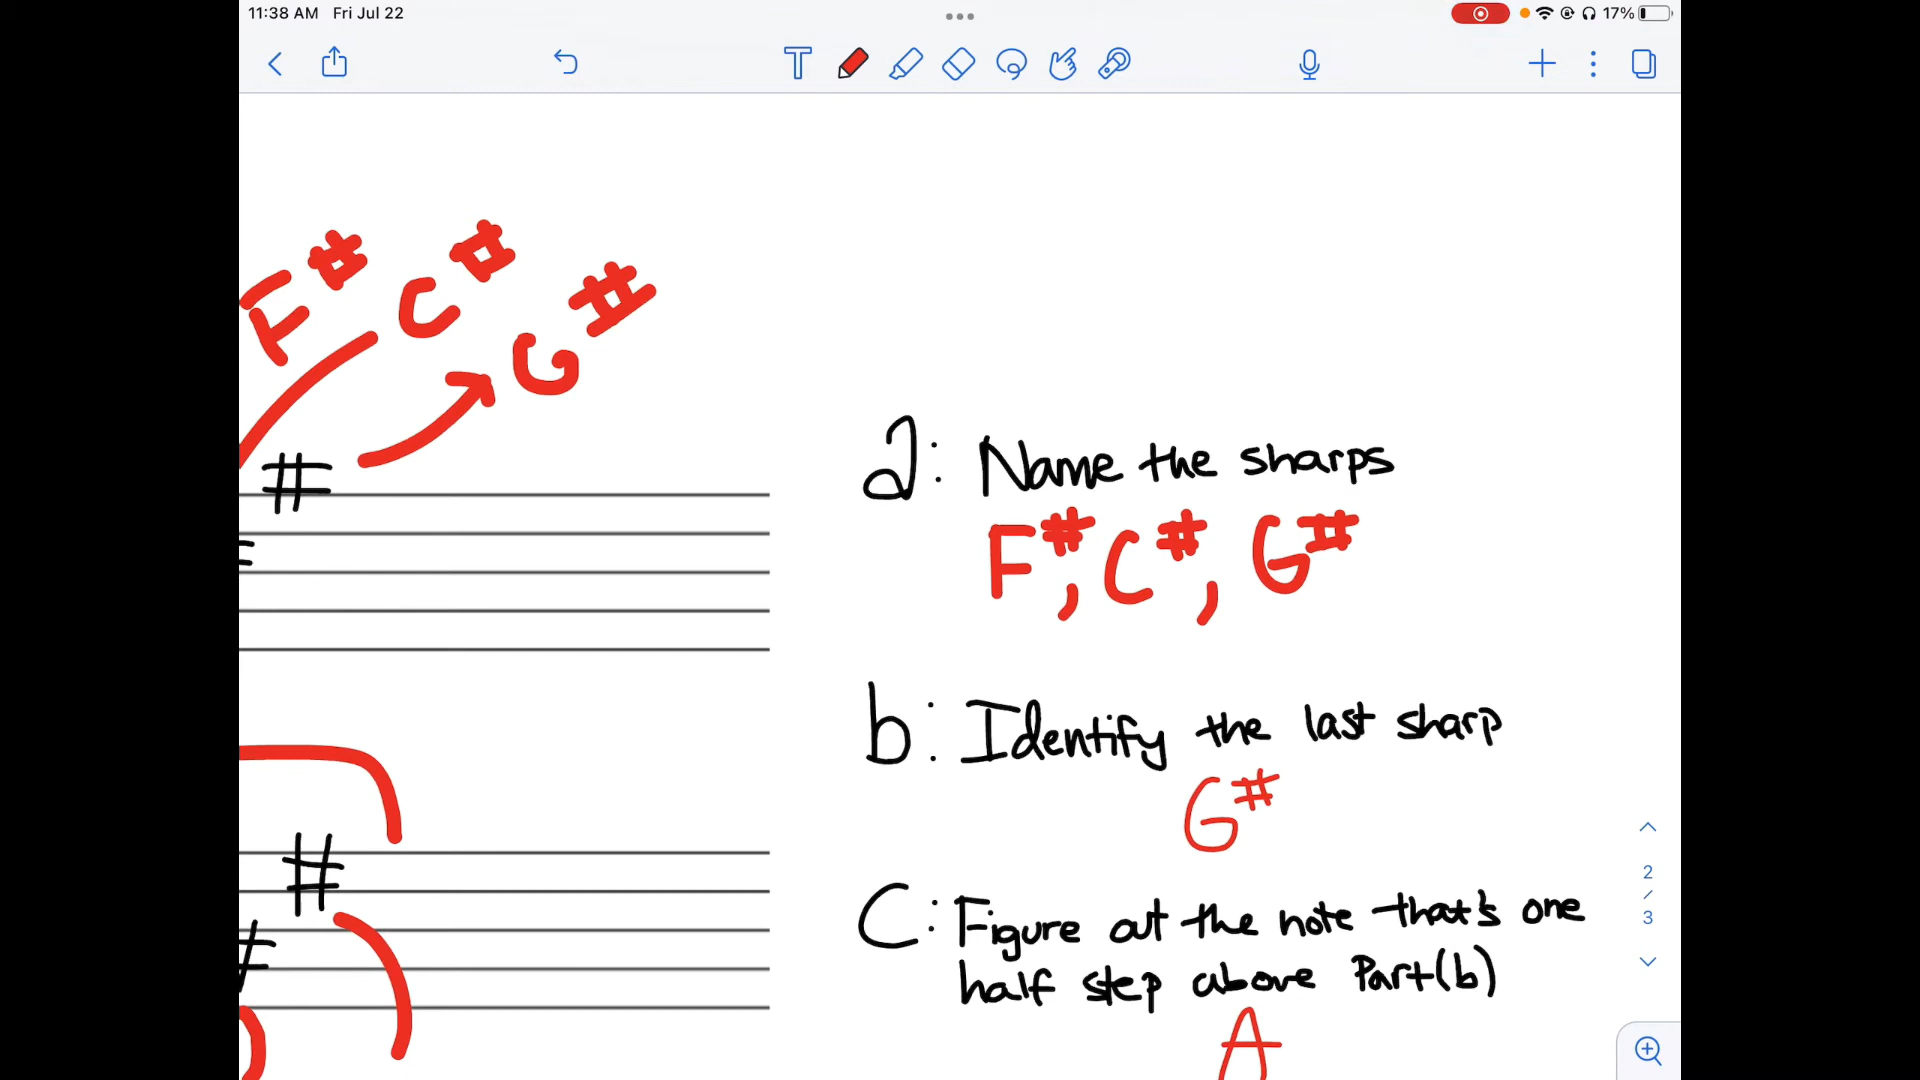 11:38 AM Fri Jul 22
17%
F# C# G#
#
a: Name the sharps
F#, C#, G#
b: Identify the last sharp
G#
#
C: Figure out the note that's one
half step above Part(b)
A
2
/
3